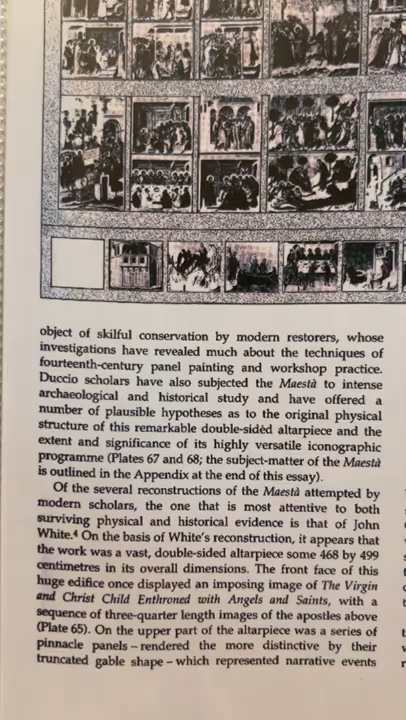 object of skilful conservation by modern restorers, whose
investigations have revealed much about the techniques of
fourteenth-century panel painting and workshop practice.
Duccio scholars have also subjected the Maestà to intense
archaeological and historical study and have offered a
number of plausible hypotheses as to the original physical
structure of this remarkable double-sided altarpiece and the
extent and significance of its highly versatile iconographic
programme (Plates 67 and 68; the subject-matter of the Maestà
is outlined in the Appendix at the end of this essay).
Of the several reconstructions of the Maestà attempted by
modern scholars, the one that is most attentive to both
surviving physical and historical evidence is that of John
White.⁴ On the basis of White's reconstruction, it appears that
the work was a vast, double-sided altarpiece some 468 by 499
centimetres in its overall dimensions. The front face of this
huge edifice once displayed an imposing image of The Virgin
and Christ Child Enthroned with Angels and Saints, with a
sequence of three-quarter length images of the apostles above
(Plate 65). On the upper part of the altarpiece was a series of
pinnacle panels – rendered the more distinctive by their
truncated gable shape – which represented narrative events